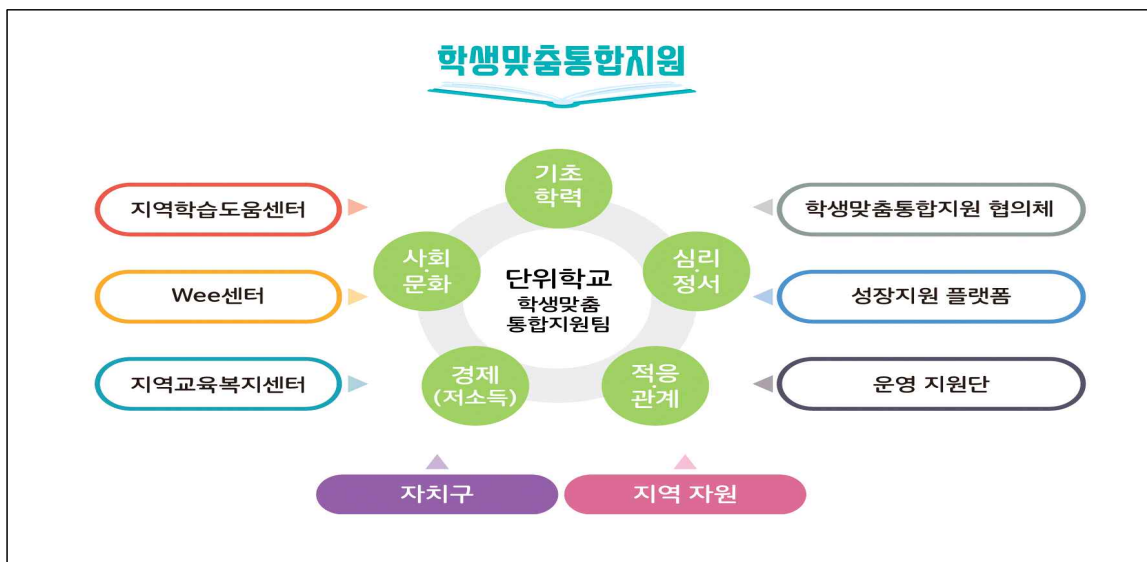 학생맞춤통합지원
기초
학력
지역학습도움센터
학생맞춤통합지원 협의체
사회·
문화
심리·
정서
단위학교
학생맞춤
통합지원팀
Wee센터
성장지원 플랫폼
지역교육복지센터
경제
(저소득)
적응·
관계
운영 지원단
자치구
지역 자원